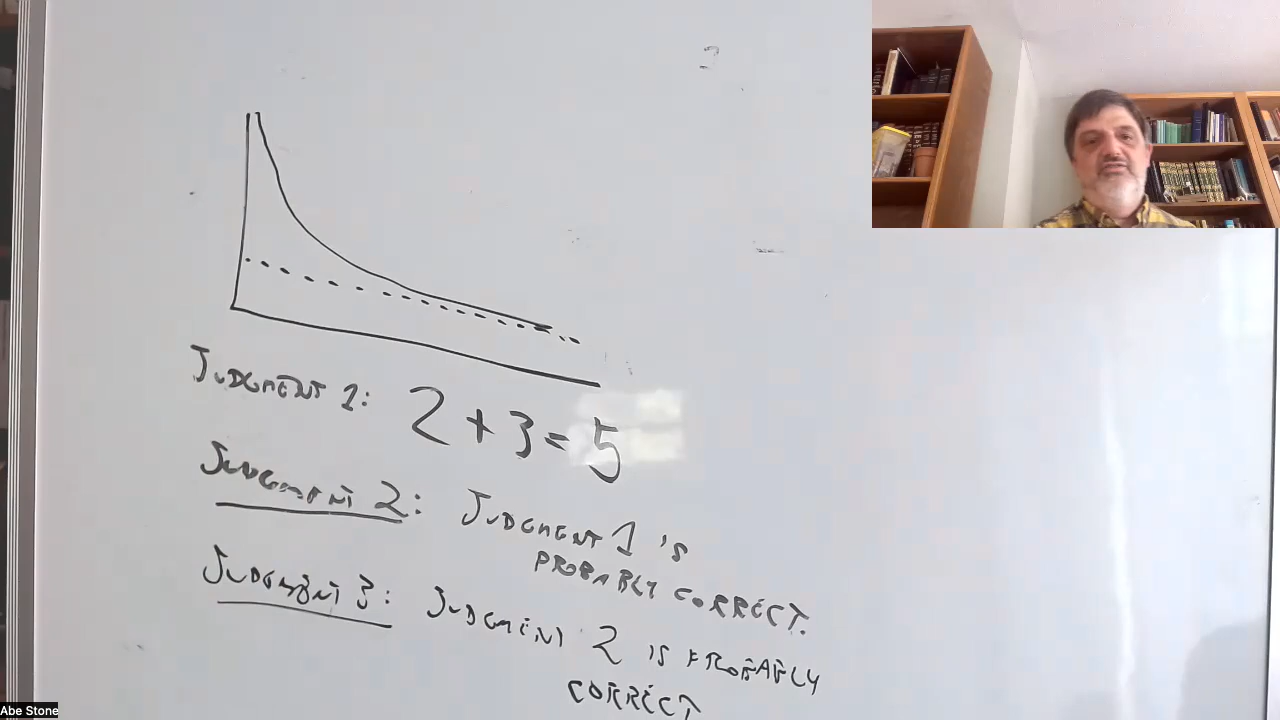 JUDGMENT 1: 2 + 3 = 5
JUDGMENT 2: JUDGMENT 1 is
PROBABLY CORRECT.
JUDGMENT 3: JUDGMENT 2 is PROBABLY
CORRECT
Abe Stone